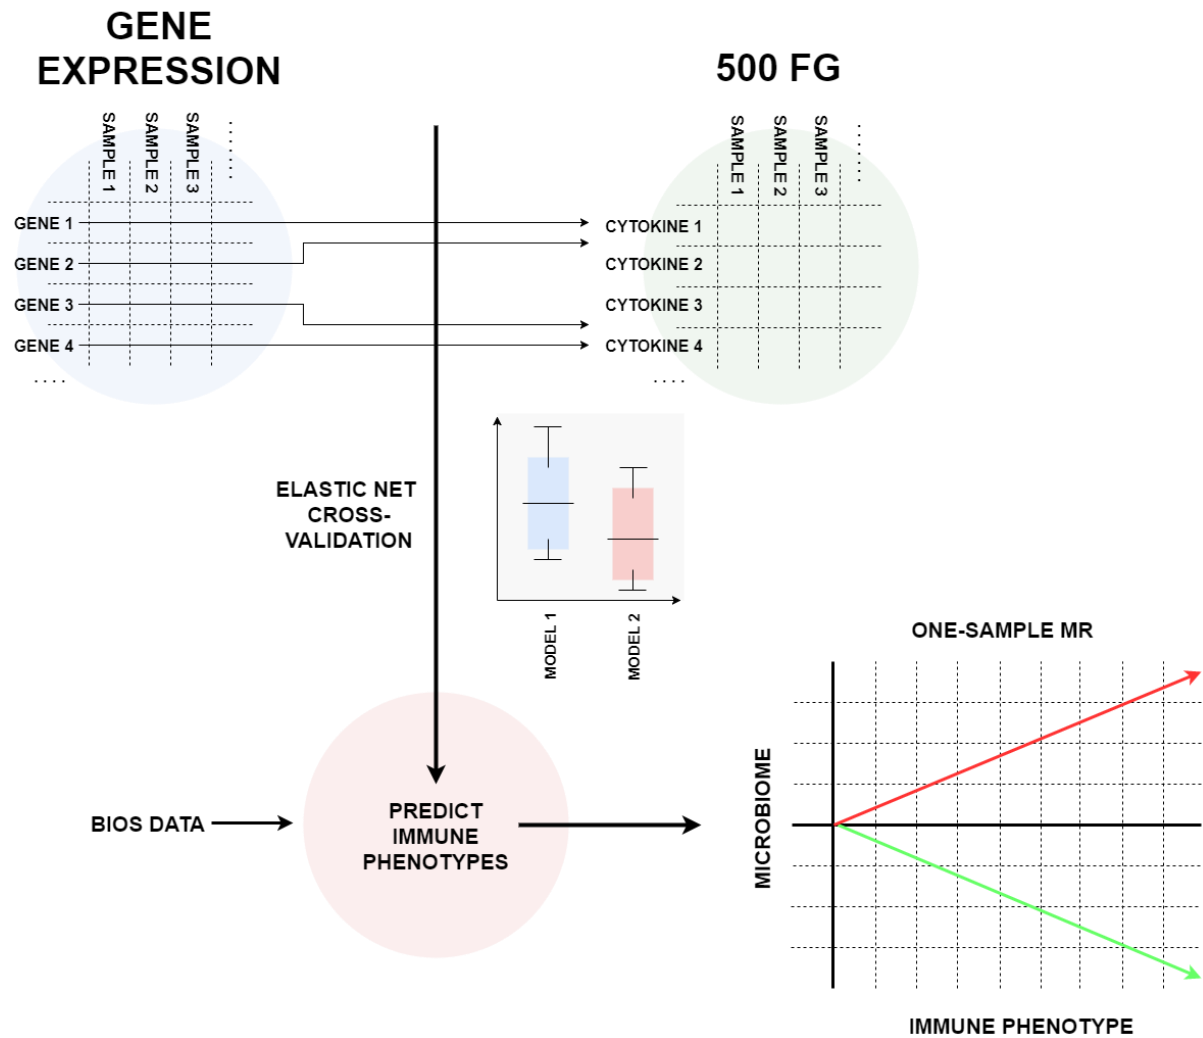 GENE
EXPRESSION
500 FG
SAMPLE 1
SAMPLE 2
SAMPLE 3
. . . . . . .
SAMPLE 1
SAMPLE 2
SAMPLE 3
. . . . . . .
GENE 1
GENE 2
GENE 3
GENE 4
. . . .
CYTOKINE 1
CYTOKINE 2
CYTOKINE 3
CYTOKINE 4
. . . .
ELASTIC NET
CROSS-
VALIDATION
MODEL 1
MODEL 2
BIOS DATA
PREDICT
IMMUNE
PHENOTYPES
ONE-SAMPLE MR
MICROBIOME
IMMUNE PHENOTYPE